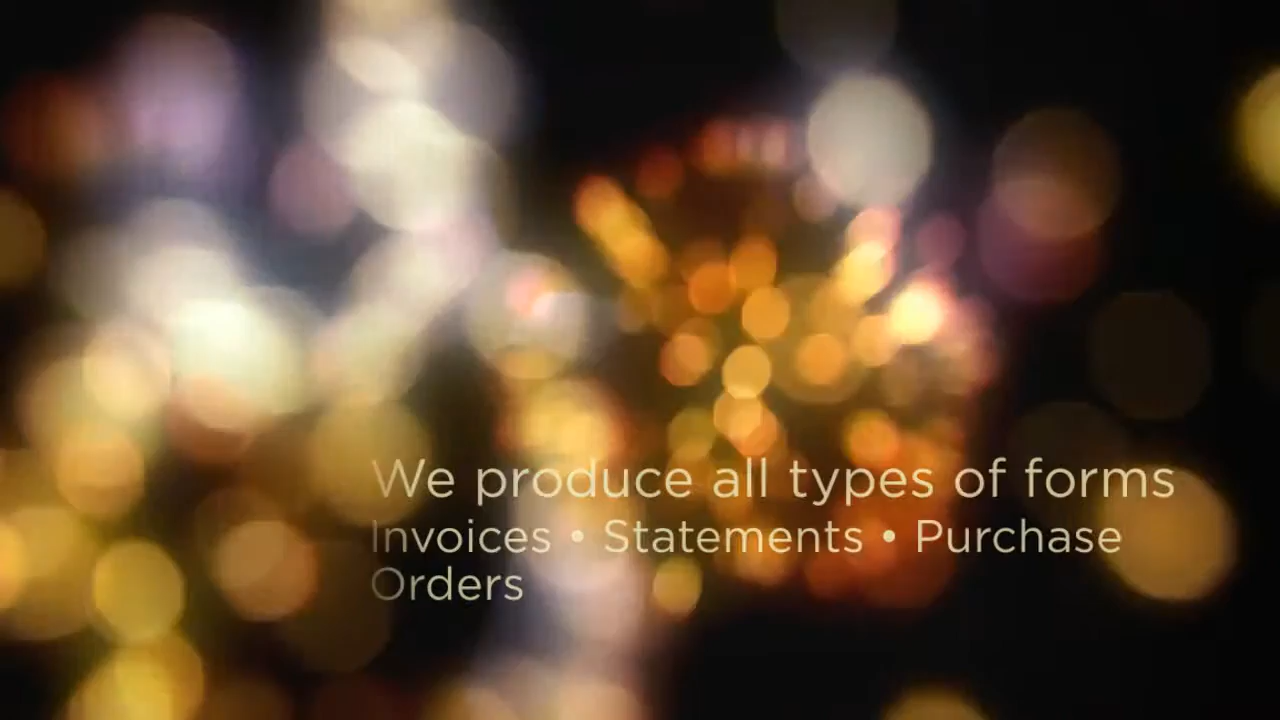 We produce all types of forms
Invoices • Statements • Purchase
Orders